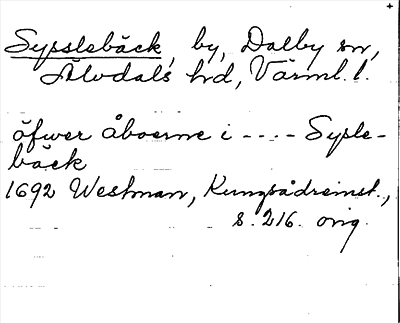 Sysslebäck, by, Dalby sn,
Älvdals hd, Värml. l.
öfwer åboerne i ---- Sysle-
bäck
1692 Westman, Kungsådreinst.,
s. 216. orig.